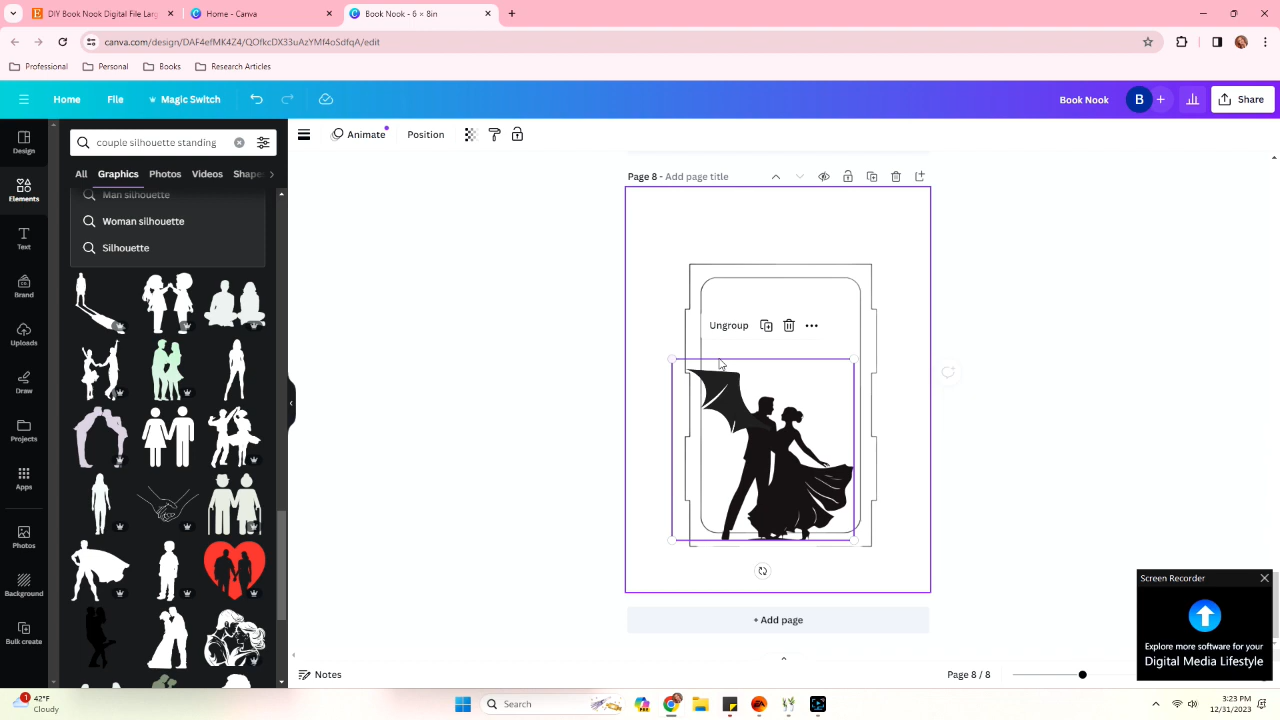 DIY Book Nook Digital File Larg
Home - Canva
Book Nook - 6 × 8in
canva.com/design/DAF4efMK4Z4/QOfkcDX33uAzYMf4oSdfqA/edit
Professional
Personal
Books
Research Articles
Home
File
Magic Switch
Book Nook
B
Share
Design
couple silhouette standing
Animate
Position
All
Graphics
Photos
Videos
Shapes
Page 8 - Add page title
Elements
Man silhouette
Woman silhouette
Silhouette
Text
Brand
Uploads
Draw
Projects
Apps
Photos
Background
Bulk create
Ungroup
+ Add page
Screen Recorder
Explore more software for your
Digital Media Lifestyle
Notes
Page 8 / 8
1
42°F
Cloudy
Search
3:23 PM
12/31/2023